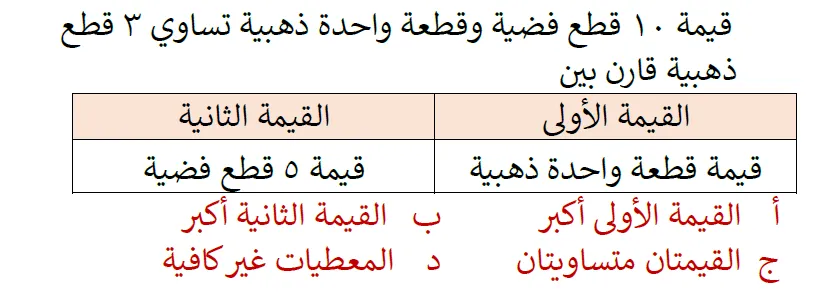 قيمة ١٠ قطع فضية وقطعة واحدة ذهبية تساوي ٣ قطع
ذهبية قارن بين
القيمة الأولى القيمة الثانية
قيمة قطعة واحدة ذهبية قيمة ٥ قطع فضية
أ القيمة الأولى أكبر ب القيمة الثانية أكبر
ج القيمتان متساويتان د المعطيات غير كافية